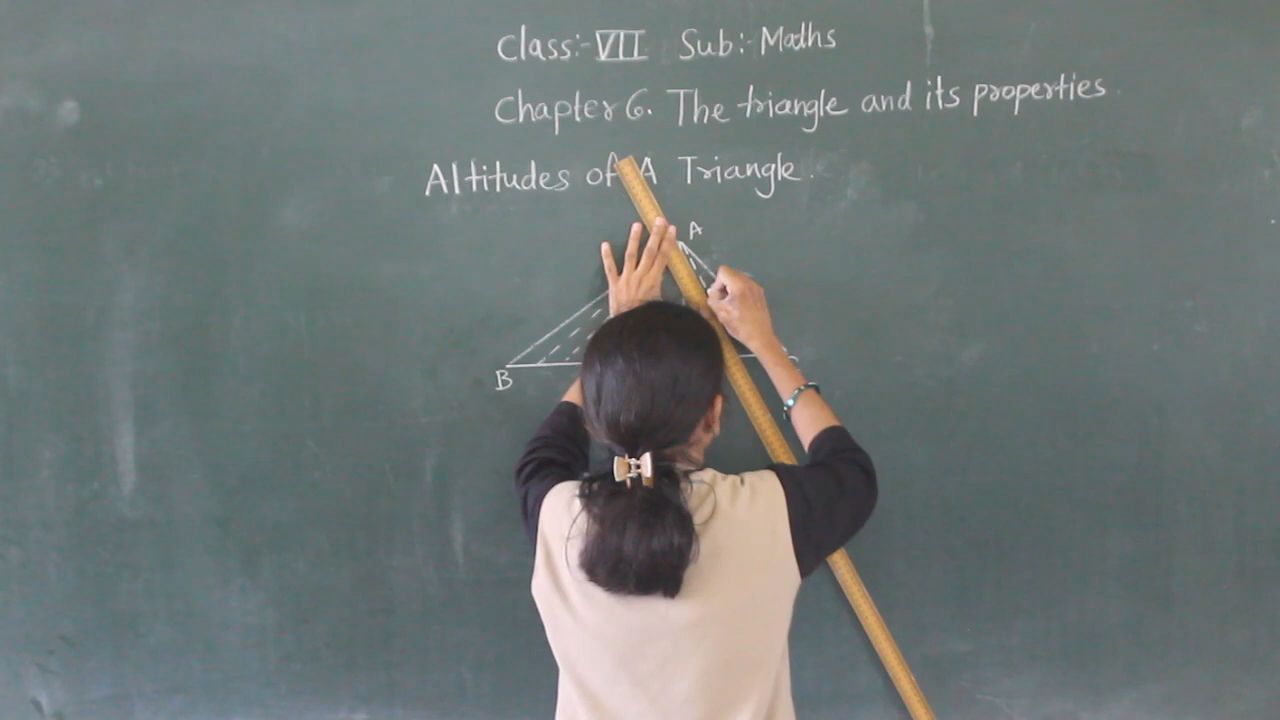 Class:- VII Sub:- Maths
Chapter 6. The triangle and its properties
Altitudes of A Triangle.
A
B